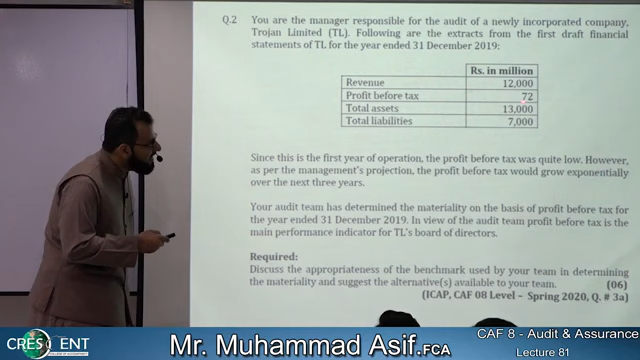 Q.2 You are the manager responsible for the audit of a newly incorporated company,
Trojan Limited (TL). Following are the extracts from the first draft financial
statements of TL for the year ended 31 December 2019:
Rs. in million
Revenue 12,000
Profit before tax 72
Total assets 13,000
Total liabilities 7,000
Since this is the first year of operation, the profit before tax was quite low. However,
as per the management's projection, the profit before tax would grow exponentially
over the next three years.
Your audit team has determined the materiality on the basis of profit before tax for
the year ended 31 December 2019. In view of the audit team profit before tax is the
main performance indicator for TL's board of directors.
Required:
Discuss the appropriateness of the benchmark used by your team in determining
the materiality and suggest the alternative(s) available to your team. (06)
(ICAP, CAF 08 Level – Spring 2020, Q. # 3a)
CRESCENT
COLLEGE OF ACCOUNTANCY
Mr. Muhammad Asif.FCA
CAF 8 - Audit & Assurance
Lecture 81